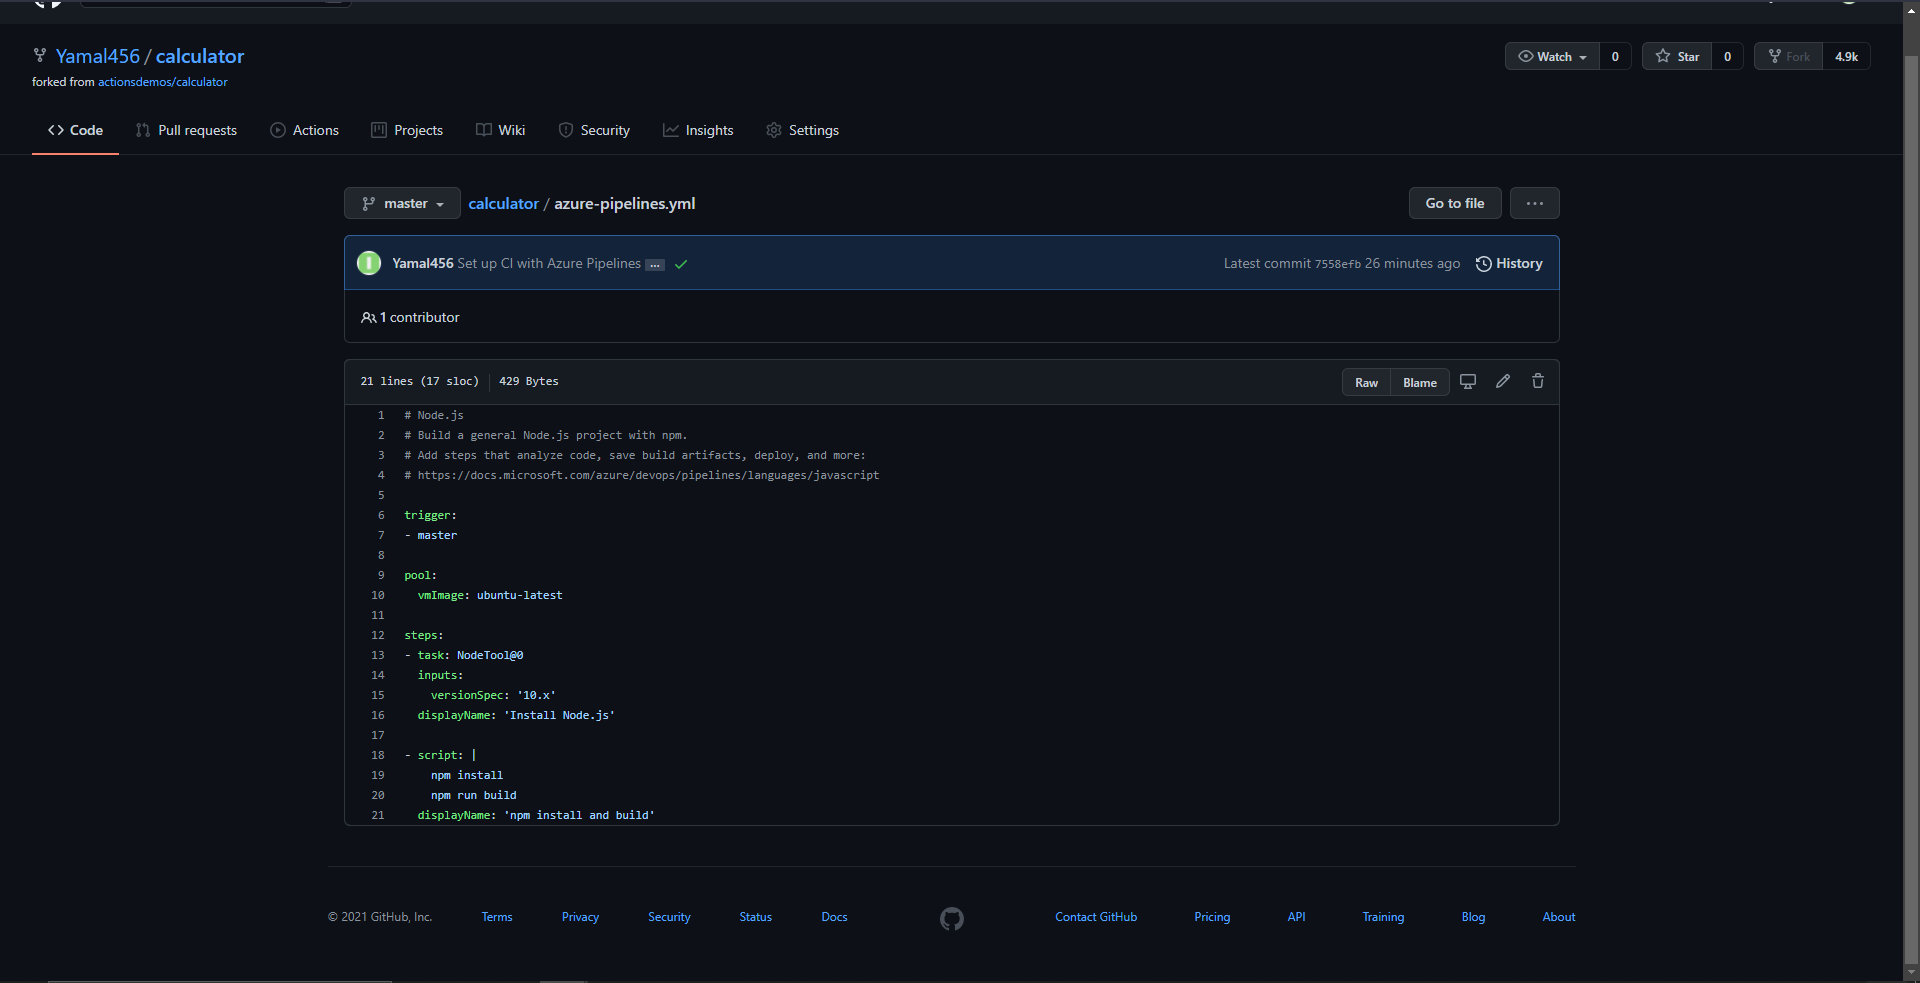 Yamal456 / calculator
Watch 0 Star 0 Fork 4.9k
forked from actionsdemos/calculator
Code Pull requests Actions Projects Wiki Security Insights Settings
master calculator / azure-pipelines.yml Go to file ...
Yamal456 Set up CI with Azure Pipelines ... Latest commit 7558efb 26 minutes ago History
1 contributor
21 lines (17 sloc) 429 Bytes Raw Blame
1 # Node.js
2 # Build a general Node.js project with npm.
3 # Add steps that analyze code, save build artifacts, deploy, and more:
4 # https://docs.microsoft.com/azure/devops/pipelines/languages/javascript
5
6 trigger:
7 - master
8
9 pool:
10   vmImage: ubuntu-latest
11
12 steps:
13 - task: NodeTool@0
14   inputs:
15     versionSpec: '10.x'
16   displayName: 'Install Node.js'
17
18 - script: |
19     npm install
20     npm run build
21   displayName: 'npm install and build'
© 2021 GitHub, Inc. Terms Privacy Security Status Docs Contact GitHub Pricing API Training Blog About